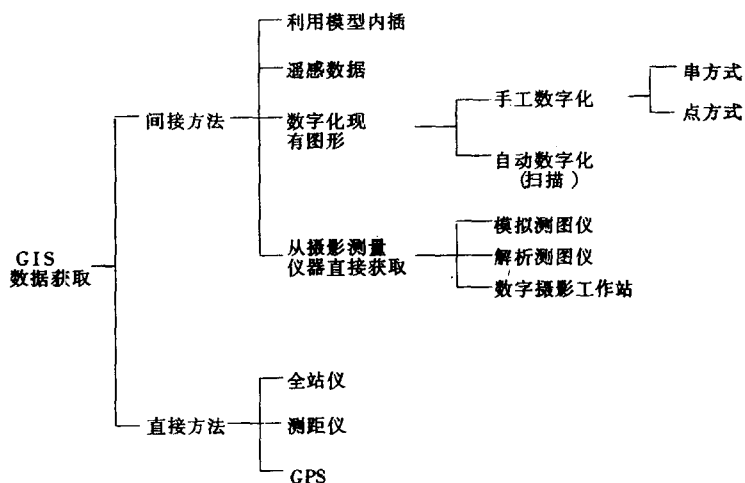 利用模型内插
遥感数据
间接方法
数字化现
有图形
手工数字化
串方式
点方式
自动数字化
(扫描)
从摄影测量
仪器直接获取
模拟测图仪
解析测图仪
数字摄影工作站
GIS
数据获取
直接方法
全站仪
测距仪
GPS